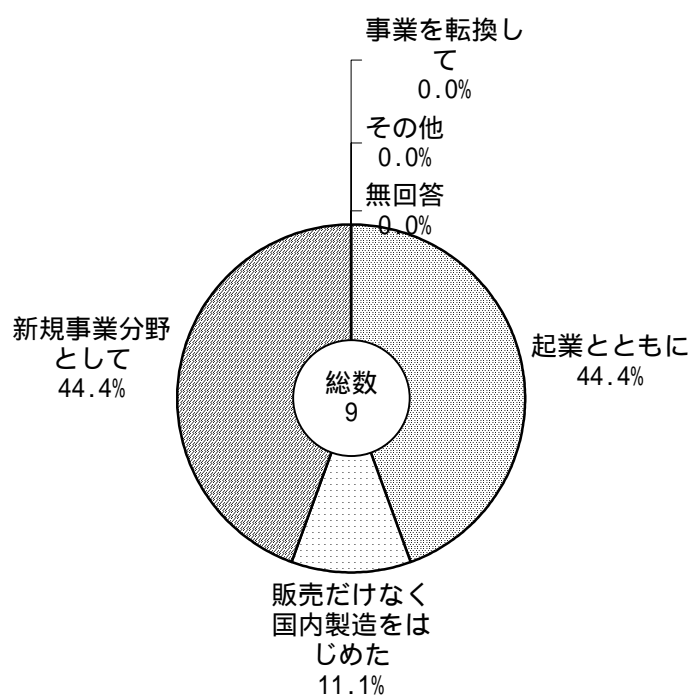 事業を転換し
て
0.0%
その他
0.0%
無回答
0.0%
新規事業分野
として
44.4%
起業とともに
44.4%
総数
9
販売だけなく
国内製造をは
じめた
11.1%